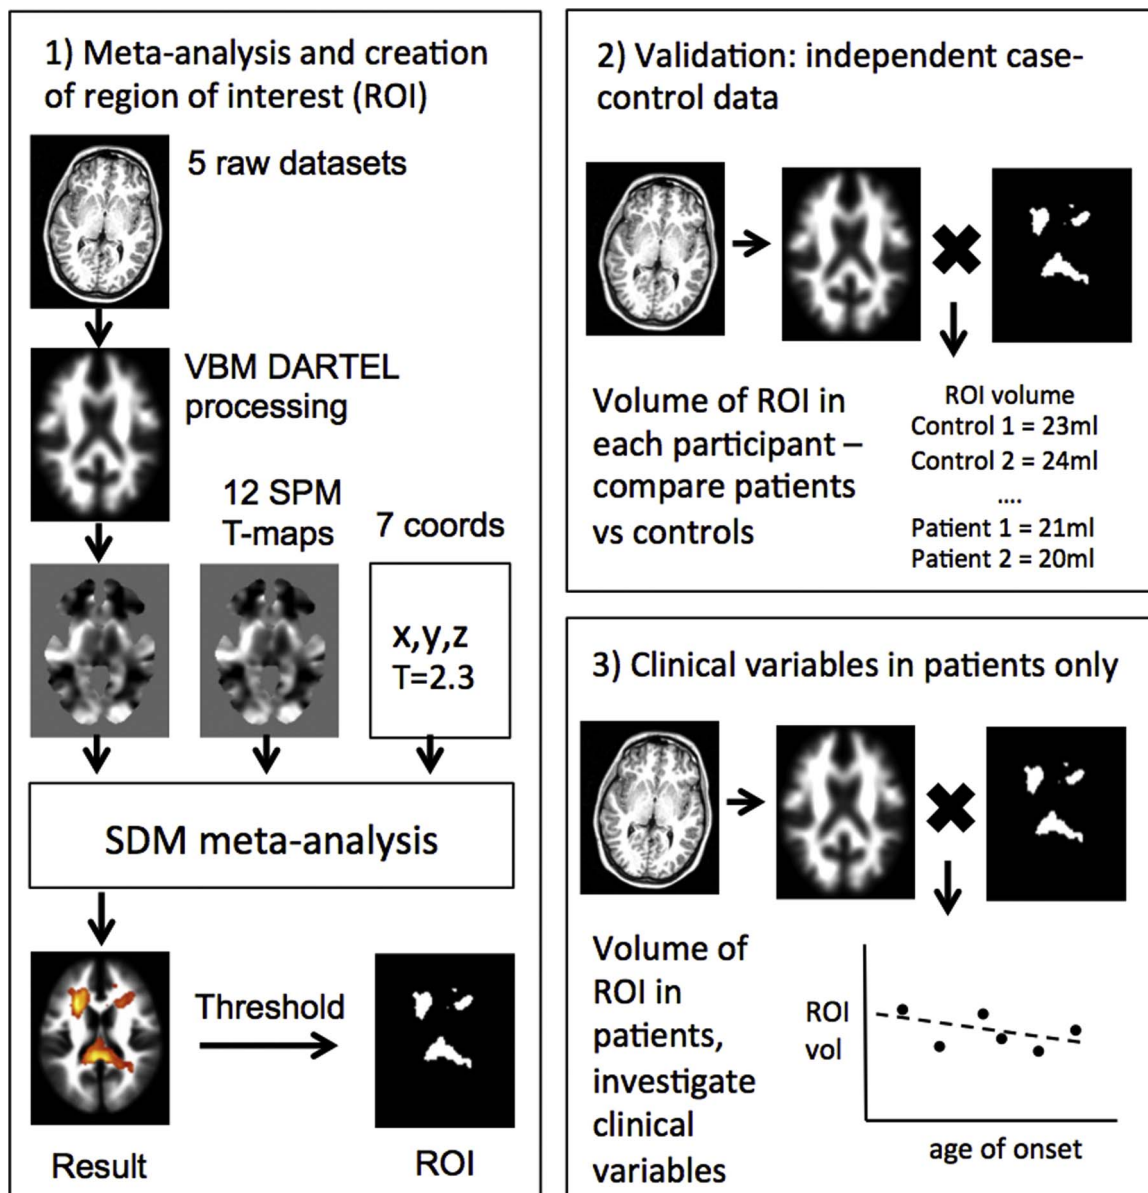 1) Meta-analysis and creation
of region of interest (ROI)
5 raw datasets
VBM DARTEL
processing
12 SPM
T-maps
7 coords
x,y,z
T=2.3
SDM meta-analysis
Threshold
Result
ROI
2) Validation: independent case-
control data
Volume of ROI in
each participant –
compare patients
vs controls
ROI volume
Control 1 = 23ml
Control 2 = 24ml
....
Patient 1 = 21ml
Patient 2 = 20ml
3) Clinical variables in patients only
Volume of
ROI in
patients,
investigate
clinical
variables
ROI
vol
age of onset